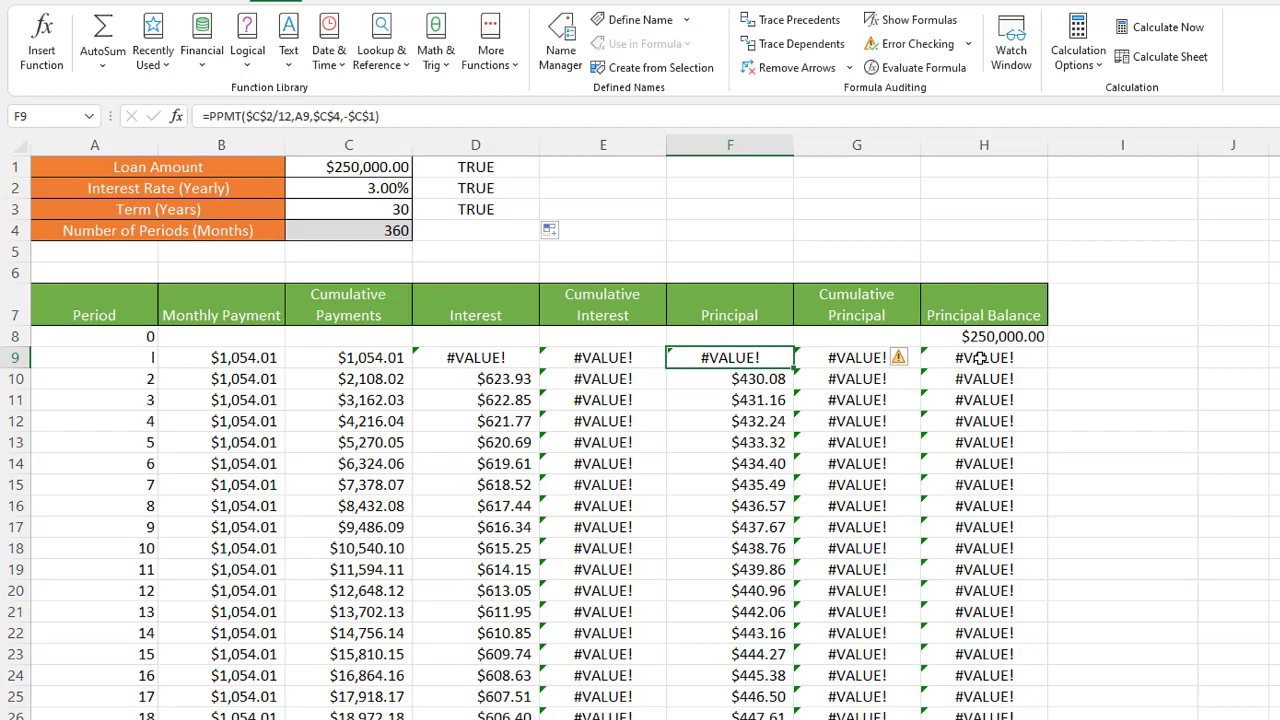 Insert Function
AutoSum
Recently Used
Financial
Logical
Text
Date & Time
Lookup & Reference
Math & Trig
More Functions
Function Library
Name Manager
Define Name
Use in Formula
Create from Selection
Defined Names
Trace Precedents
Trace Dependents
Remove Arrows
Show Formulas
Error Checking
Evaluate Formula
Formula Auditing
Watch Window
Calculation Options
Calculate Now
Calculate Sheet
Calculation
F9 fx =PPMT($C$2/12,A9,$C$4,-$C$1)
A B C D E F G H I J
1 Loan Amount $250,000.00 TRUE
2 Interest Rate (Yearly) 3.00% TRUE
3 Term (Years) 30 TRUE
4 Number of Periods (Months) 360
5
6
7 Period Monthly Payment Cumulative Payments Interest Cumulative Interest Principal Cumulative Principal Principal Balance
8 0 $250,000.00
9 l $1,054.01 $1,054.01 #VALUE! #VALUE! #VALUE! #VALUE! #VALUE!
10 2 $1,054.01 $2,108.02 $623.93 #VALUE! $430.08 #VALUE! #VALUE!
11 3 $1,054.01 $3,162.03 $622.85 #VALUE! $431.16 #VALUE! #VALUE!
12 4 $1,054.01 $4,216.04 $621.77 #VALUE! $432.24 #VALUE! #VALUE!
13 5 $1,054.01 $5,270.05 $620.69 #VALUE! $433.32 #VALUE! #VALUE!
14 6 $1,054.01 $6,324.06 $619.61 #VALUE! $434.40 #VALUE! #VALUE!
15 7 $1,054.01 $7,378.07 $618.52 #VALUE! $435.49 #VALUE! #VALUE!
16 8 $1,054.01 $8,432.08 $617.44 #VALUE! $436.57 #VALUE! #VALUE!
17 9 $1,054.01 $9,486.09 $616.34 #VALUE! $437.67 #VALUE! #VALUE!
18 10 $1,054.01 $10,540.10 $615.25 #VALUE! $438.76 #VALUE! #VALUE!
19 11 $1,054.01 $11,594.11 $614.15 #VALUE! $439.86 #VALUE! #VALUE!
20 12 $1,054.01 $12,648.12 $613.05 #VALUE! $440.96 #VALUE! #VALUE!
21 13 $1,054.01 $13,702.13 $611.95 #VALUE! $442.06 #VALUE! #VALUE!
22 14 $1,054.01 $14,756.14 $610.85 #VALUE! $443.16 #VALUE! #VALUE!
23 15 $1,054.01 $15,810.15 $609.74 #VALUE! $444.27 #VALUE! #VALUE!
24 16 $1,054.01 $16,864.16 $608.63 #VALUE! $445.38 #VALUE! #VALUE!
25 17 $1,054.01 $17,918.17 $607.51 #VALUE! $446.50 #VALUE! #VALUE!
26 18 $1,054.01 $18,972.18 $606.40 #VALUE! $447.61 #VALUE! #VALUE!